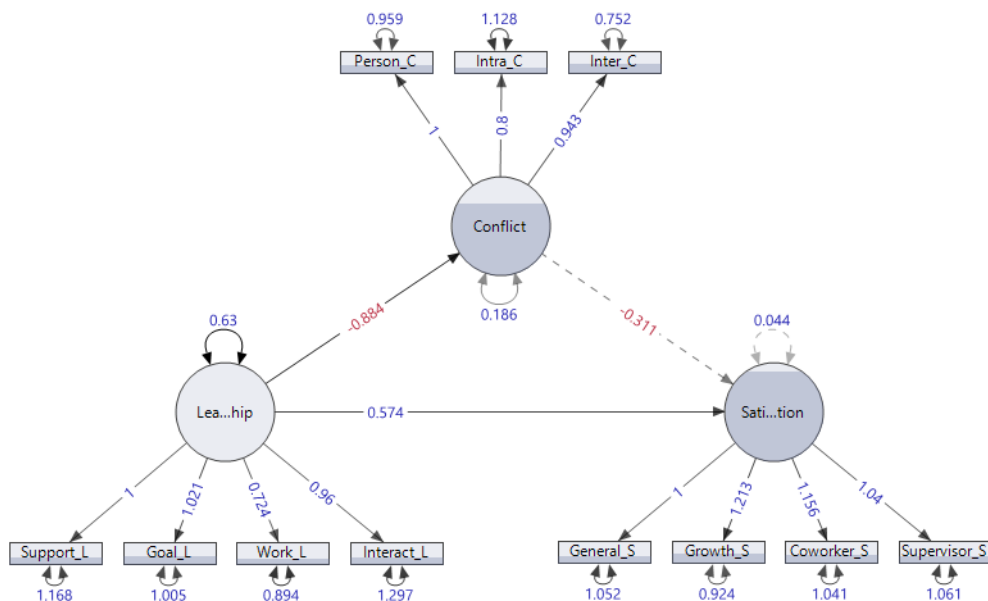 0.959 1.128 0.752
Person_C Intra_C Inter_C
1 0.8 0.943
Conflict
0.186
-0.884 -0.311
0.63 0.044
Lea...hip 0.574 Sati...tion
1 1.021 0.724 0.96 1 1.213 1.156 1.04
Support_L Goal_L Work_L Interact_L General_S Growth_S Coworker_S Supervisor_S
1.168 1.005 0.894 1.297 1.052 0.924 1.041 1.061